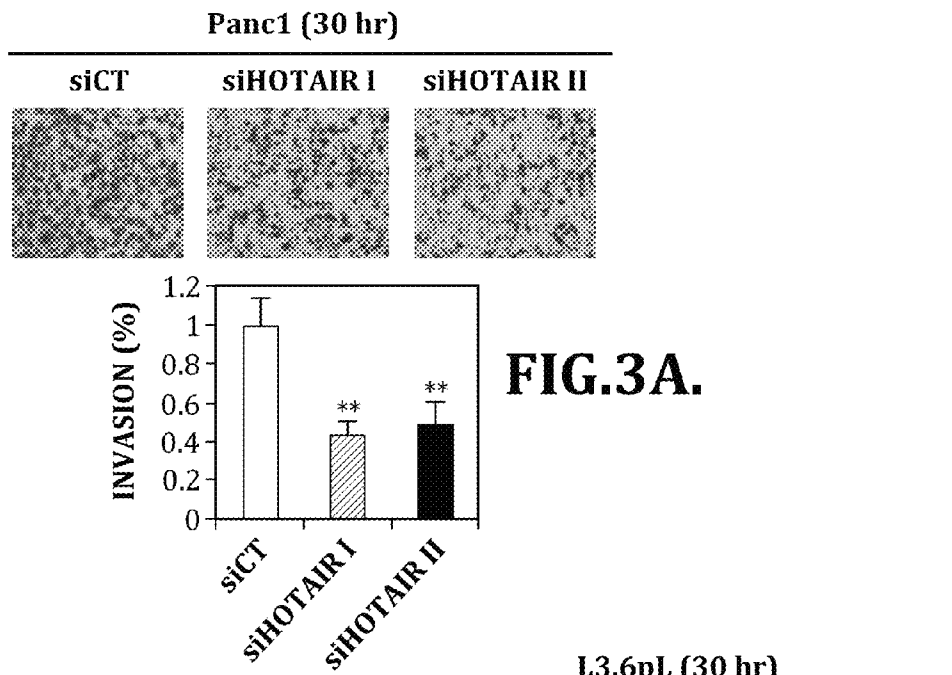 Panc1 (30 hr)
siCT siHOTAIR I siHOTAIR II
1.2
1
0.8
0.6
0.4
0.2
0
INVASION (%)
**
**
FIG.3A.
siCT
siHOTAIR I
siHOTAIR II
L3.6pL (30 hr)